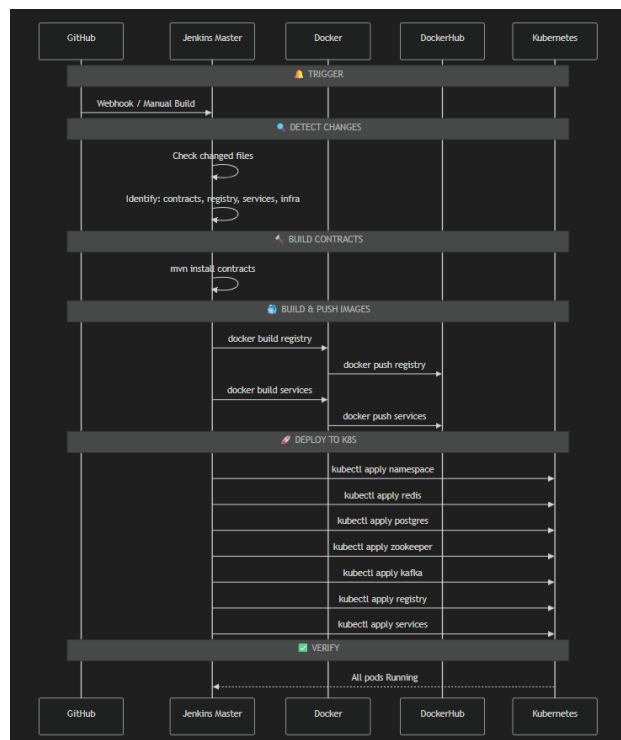 GitHub
Jenkins Master
Docker
DockerHub
Kubernetes
TRIGGER
Webhook / Manual Build
DETECT CHANGES
Check changed files
Identify: contracts, registry, services, infra
BUILD CONTRACTS
mvn install contracts
BUILD & PUSH IMAGES
docker build registry
docker push registry
docker build services
docker push services
DEPLOY TO K8S
kubectl apply namespace
kubectl apply redis
kubectl apply postgres
kubectl apply zookeeper
kubectl apply kafka
kubectl apply registry
kubectl apply services
VERIFY
All pods Running
GitHub
Jenkins Master
Docker
DockerHub
Kubernetes